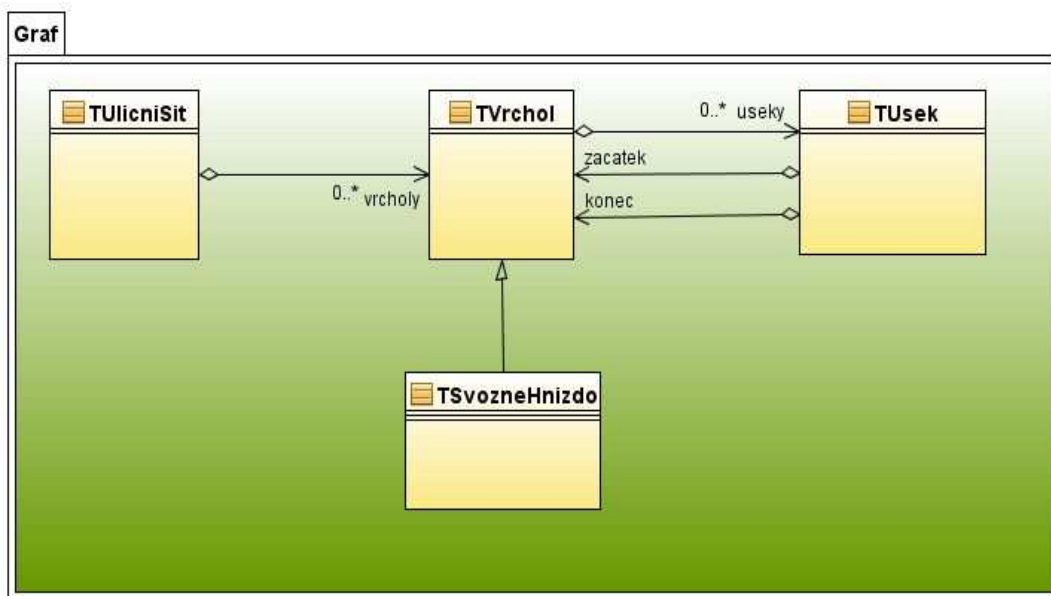 Graf
TUlicniSit
TVrchol
TUsek
0..* useky
zacatek
0..* vrcholy
konec
TSvozneHnizdo